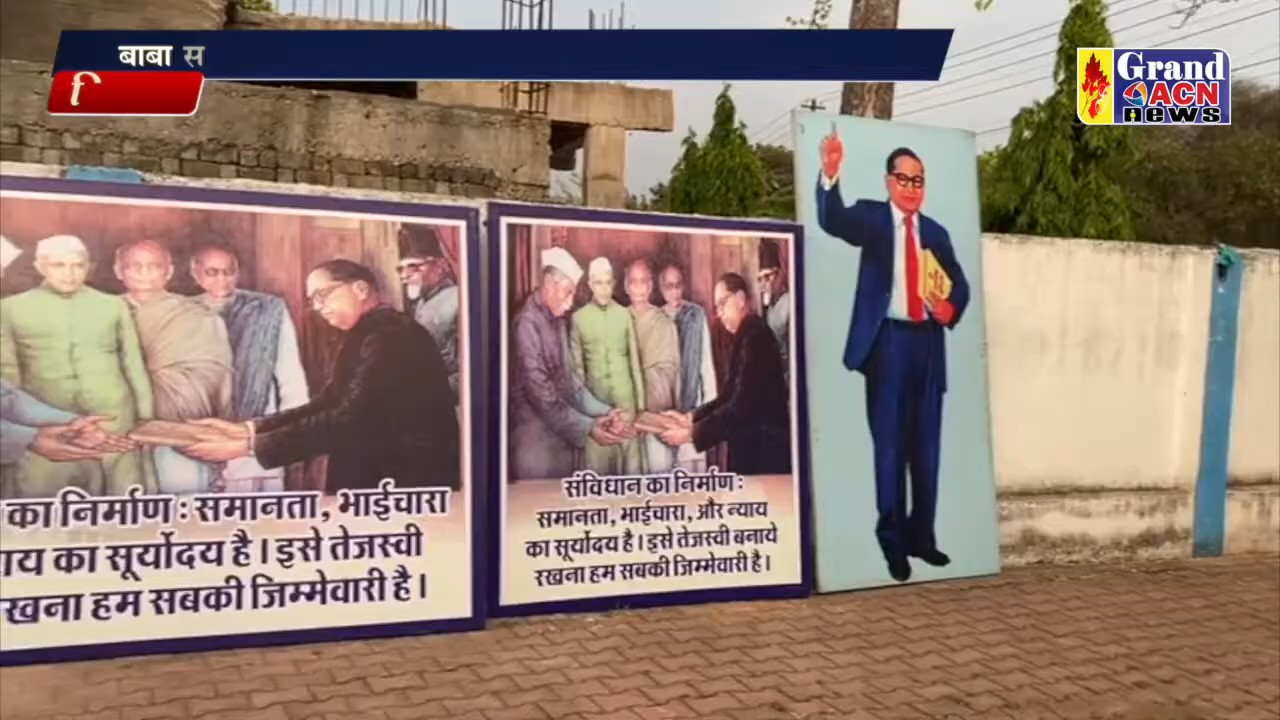 बाबा स
Grand
ACN
news
का निर्माण : समानता, भाईचारा
का सूर्योदय है । इसे तेजस्वी
रखना हम सबकी जिम्मेवारी है ।
संविधान का निर्माण :
समानता, भाईचारा, और न्याय
का सूर्योदय है । इसे तेजस्वी बनाये
रखना हम सबकी जिम्मेवारी है ।